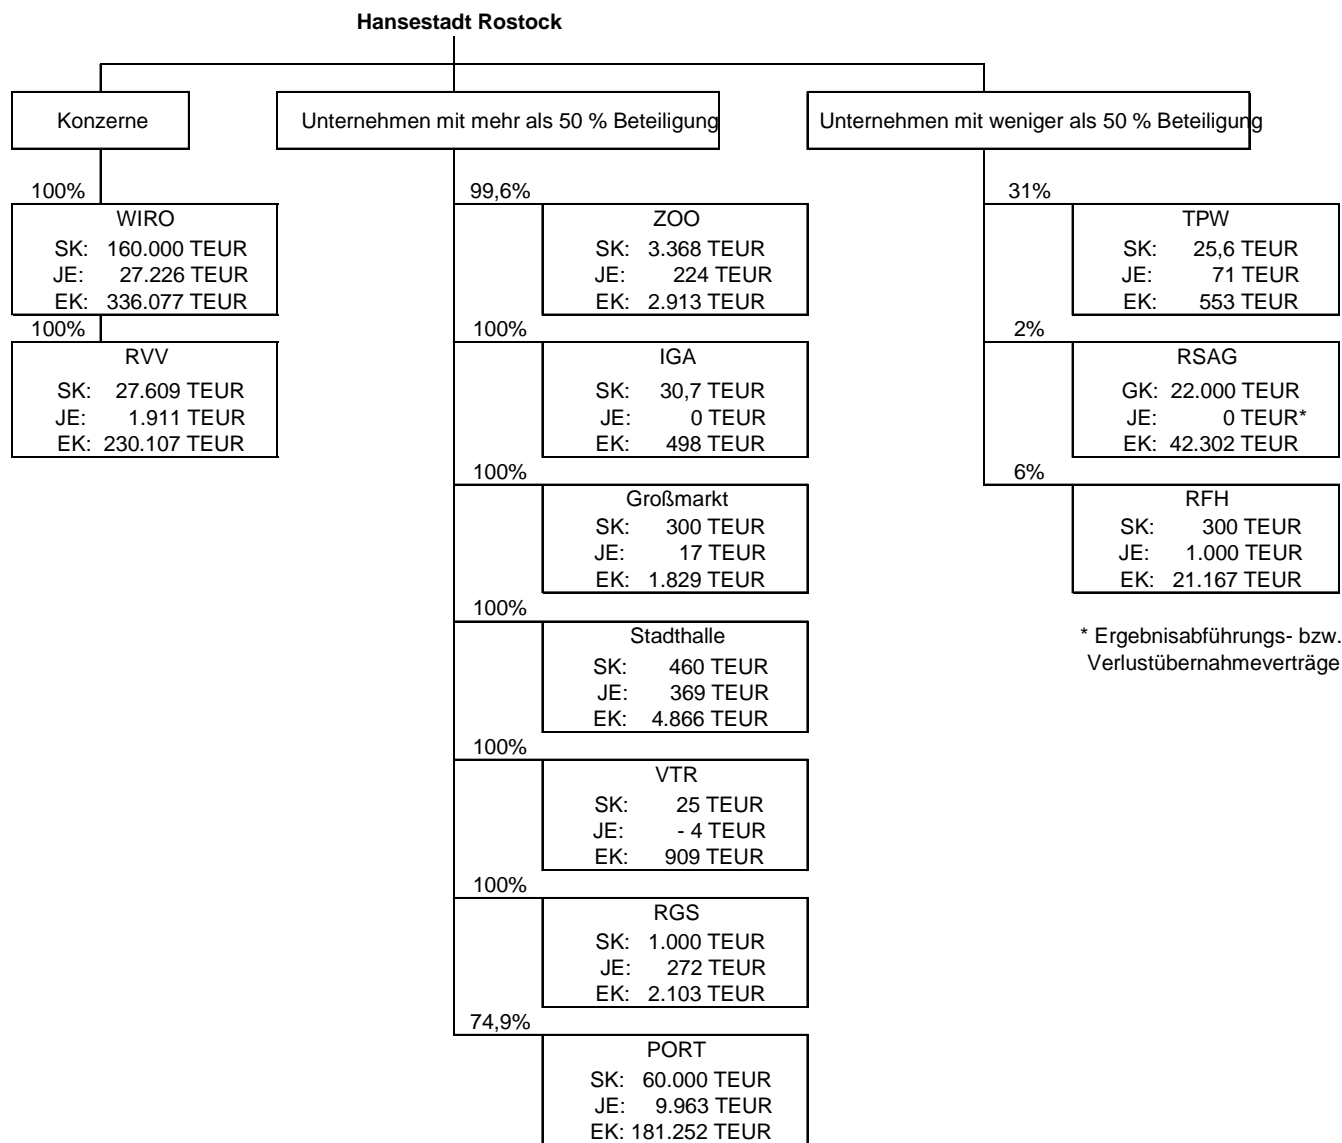 Hansestadt Rostock
Konzerne
Unternehmen mit mehr als 50 % Beteiligung
Unternehmen mit weniger als 50 % Beteiligung
100%
WIRO
SK: 160.000 TEUR
JE: 27.226 TEUR
EK: 336.077 TEUR
100%
RVV
SK: 27.609 TEUR
JE: 1.911 TEUR
EK: 230.107 TEUR
99,6%
ZOO
SK: 3.368 TEUR
JE: 224 TEUR
EK: 2.913 TEUR
100%
IGA
SK: 30,7 TEUR
JE: 0 TEUR
EK: 498 TEUR
100%
Großmarkt
SK: 300 TEUR
JE: 17 TEUR
EK: 1.829 TEUR
100%
Stadthalle
SK: 460 TEUR
JE: 369 TEUR
EK: 4.866 TEUR
100%
VTR
SK: 25 TEUR
JE: - 4 TEUR
EK: 909 TEUR
100%
RGS
SK: 1.000 TEUR
JE: 272 TEUR
EK: 2.103 TEUR
74,9%
PORT
SK: 60.000 TEUR
JE: 9.963 TEUR
EK: 181.252 TEUR
31%
TPW
SK: 25,6 TEUR
JE: 71 TEUR
EK: 553 TEUR
2%
RSAG
GK: 22.000 TEUR
JE: 0 TEUR*
EK: 42.302 TEUR
6%
RFH
SK: 300 TEUR
JE: 1.000 TEUR
EK: 21.167 TEUR
* Ergebnisabführungs- bzw.
Verlustübernahmeverträge